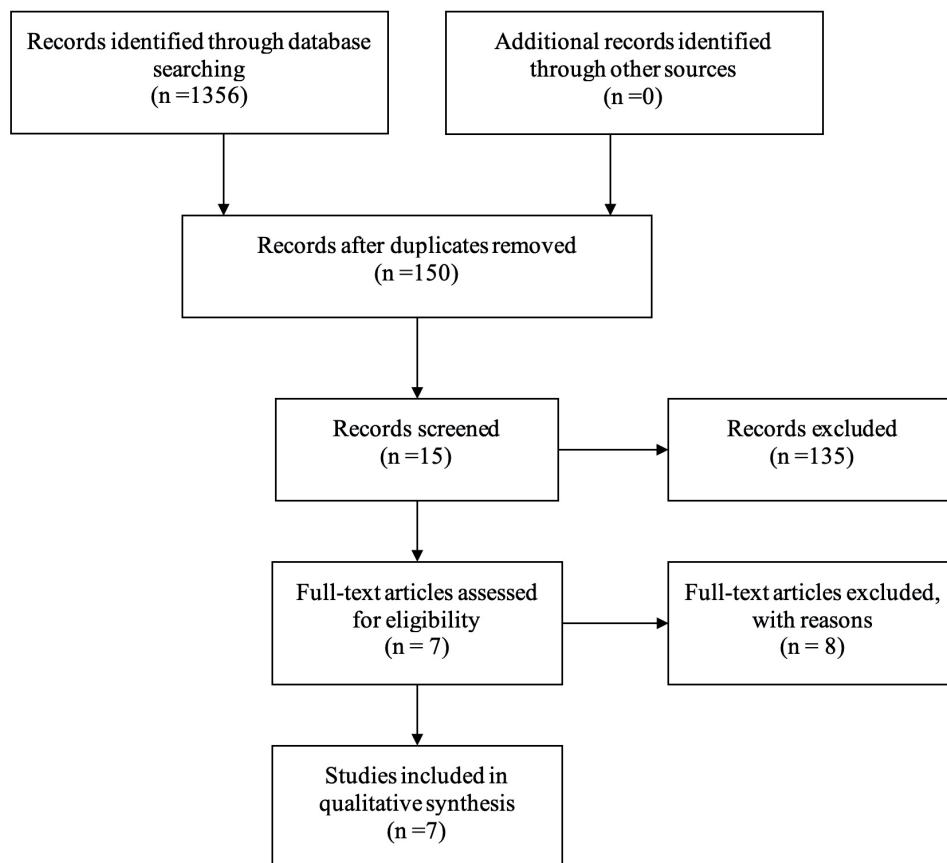 Records identified through database
searching
(n =1356)
Additional records identified
through other sources
(n =0)
Records after duplicates removed
(n =150)
Records screened
(n =15)
Records excluded
(n =135)
Full-text articles assessed
for eligibility
(n = 7)
Full-text articles excluded,
with reasons
(n = 8)
Studies included in
qualitative synthesis
(n =7)